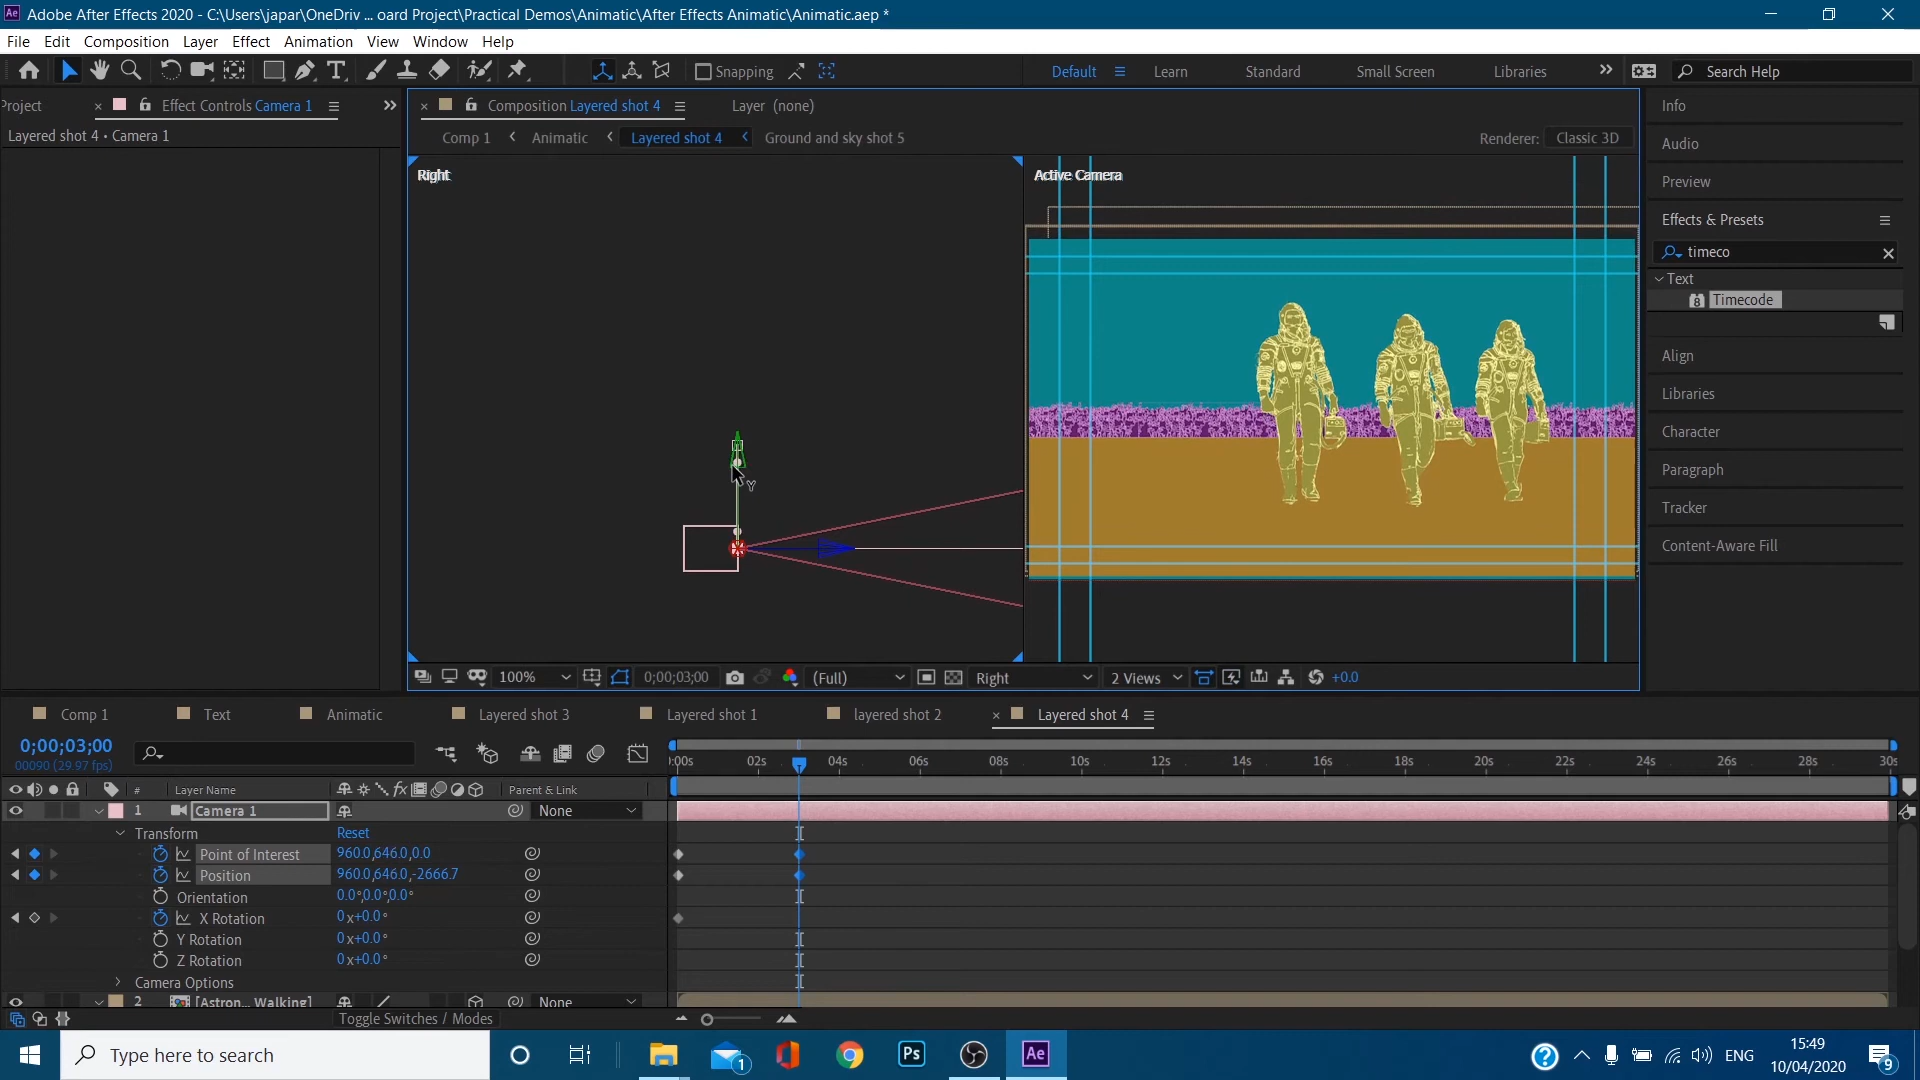 Ae Adobe After Effects 2020 - C:\Users\japar\OneDriv ... oard Project\Practical Demos\Animatic\After Effects Animatic\Animatic.aep *
File Edit Composition Layer Effect Animation View Window Help
Snapping
Default Learn Standard Small Screen Libraries Search Help
Project Effect Controls Camera 1
Layered shot 4 • Camera 1
Composition Layered shot 4 Layer (none)
Comp 1 Animatic Layered shot 4 Ground and sky shot 5 Renderer: Classic 3D
Right
Active Camera
Y
Info
Audio
Preview
Effects & Presets
timeco
Text
8 Timecode
Align
Libraries
Character
Paragraph
Tracker
Content-Aware Fill
100% 0;00;03;00 (Full) Right 2 Views +0.0
Comp 1 Text Animatic Layered shot 3 Layered shot 1 layered shot 2 Layered shot 4
0;00;03;00
00090 (29.97 fps)
:00s 02s 04s 06s 08s 10s 12s 14s 16s 18s 20s 22s 24s 26s 28s 30s
# Layer Name fx Parent & Link
1 Camera 1 None
Transform Reset
Point of Interest 960.0,646.0,0.0
Position 960.0,646.0,-2666.7
Orientation 0.0°,0.0°,0.0°
X Rotation 0x+0.0°
Y Rotation 0x+0.0°
Z Rotation 0x+0.0°
Camera Options
2 [Astron... Walking] None
Toggle Switches / Modes
Type here to search
1 Ps Ae
ENG
15:49
10/04/2020
9